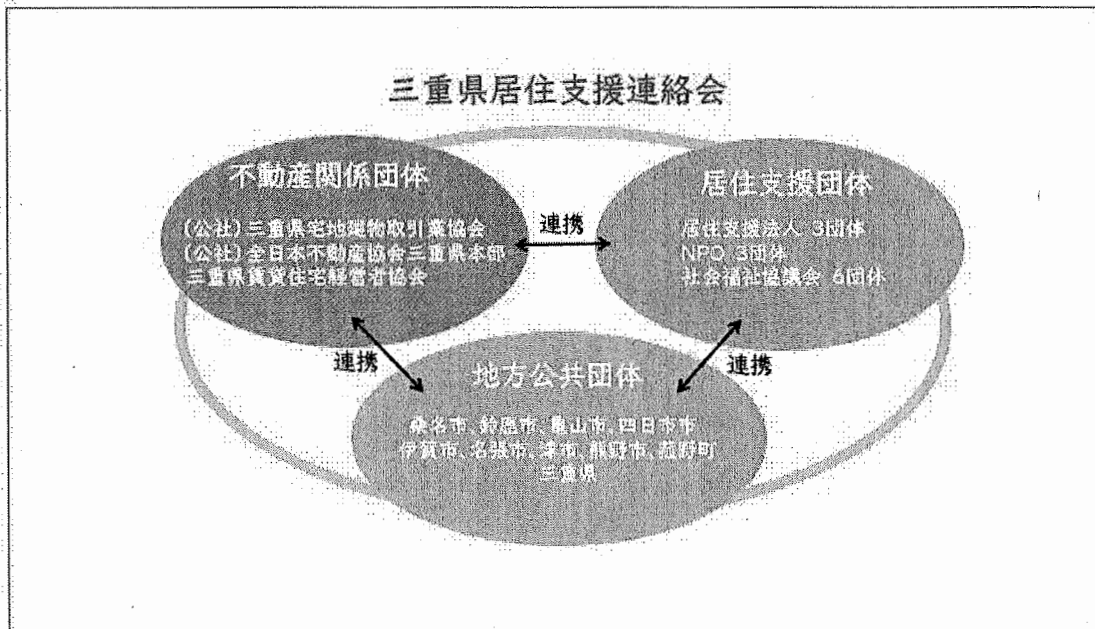 三重県居住支援連絡会
不動産関係団体
(公社)三重県宅地建物取引業協会
(公社)全日本不動産協会三重県本部
三重県賃貸住宅経営者協会
連携
居住支援団体
居住支援法人 3団体
NPO 3団体
社会福祉協議会 6団体
連携
連携
地方公共団体
桑名市、鈴鹿市、亀山市、四日市市
伊賀市、名張市、津市、熊野市、菰野町
三重県